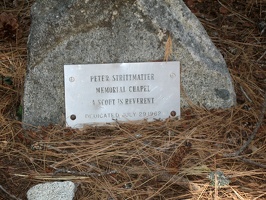 PETER STRITTMATTER
MEMORIAL CHAPEL
A SCOUT IS REVERENT
DEDICATED JULY